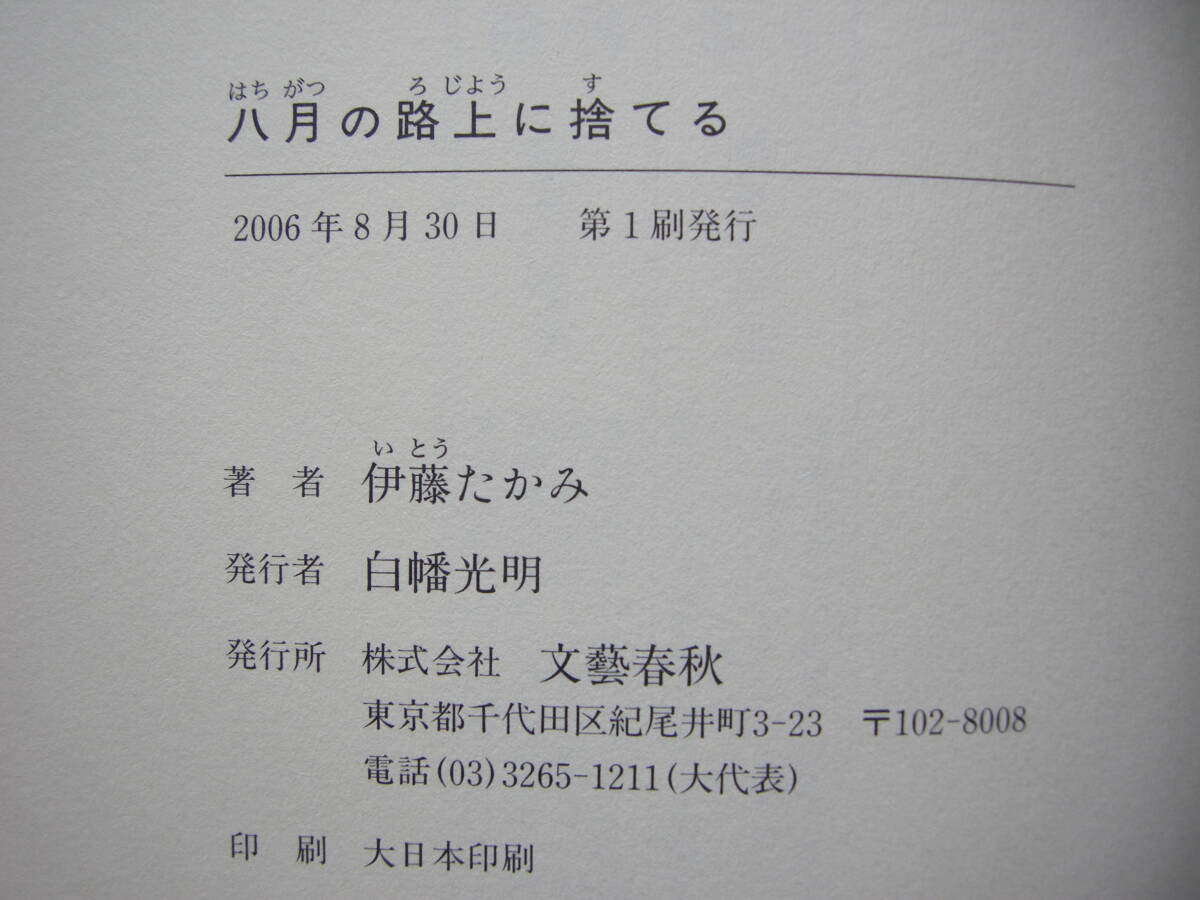 はちがつ ろじょう す
八月の路上に捨てる
2006年8月30日 第1刷発行
いとう
著者 伊藤たかみ
発行者 白幡光明
発行所 株式会社 文藝春秋
東京都千代田区紀尾井町3-23 〒102-8008
電話(03)3265-1211(大代表)
印刷 大日本印刷